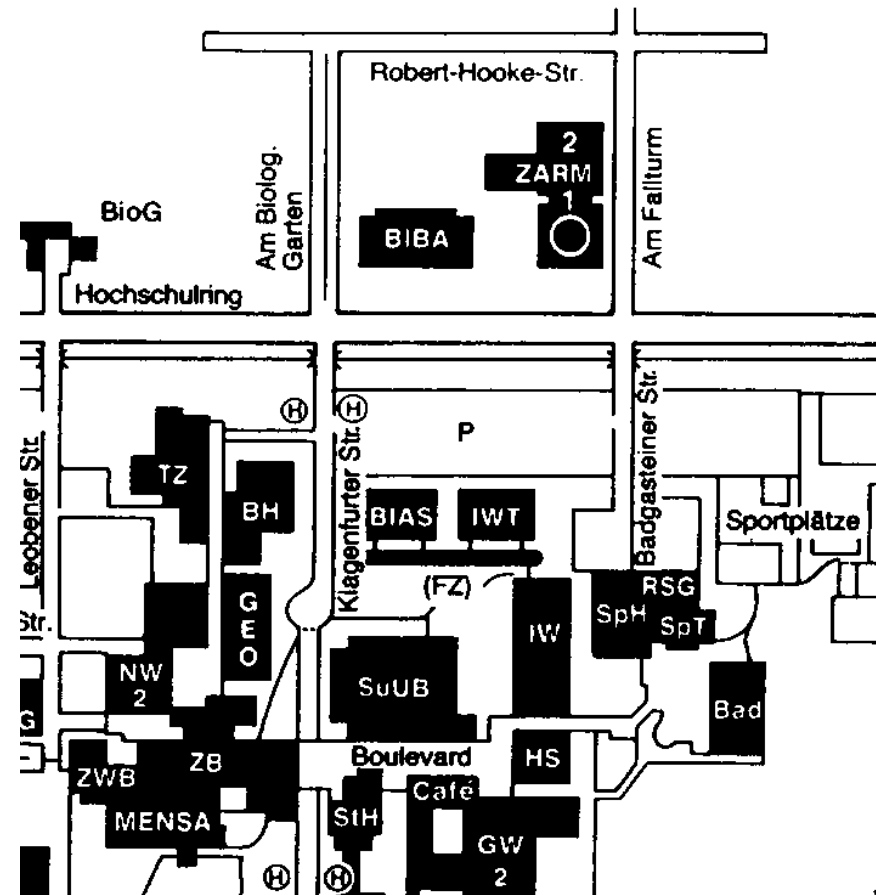 Robert-Hooke-Str.
Am Biolog.
Garten
Am Fallturm
2
ZARM
1
BioG
BIBA
Hochschulring
H
H
Leobener Str.
Klagenfurter Str.
P
Badgasteiner Str.
TZ
BH
BIAS
IWT
Sportplätze
(FZ)
GEO
IW
RSG
SpH
SpT
Str.
NW
2
SuUB
Bad
G
ZWB
ZB
Boulevard
HS
MENSA
StH
Café
GW
2
H
H